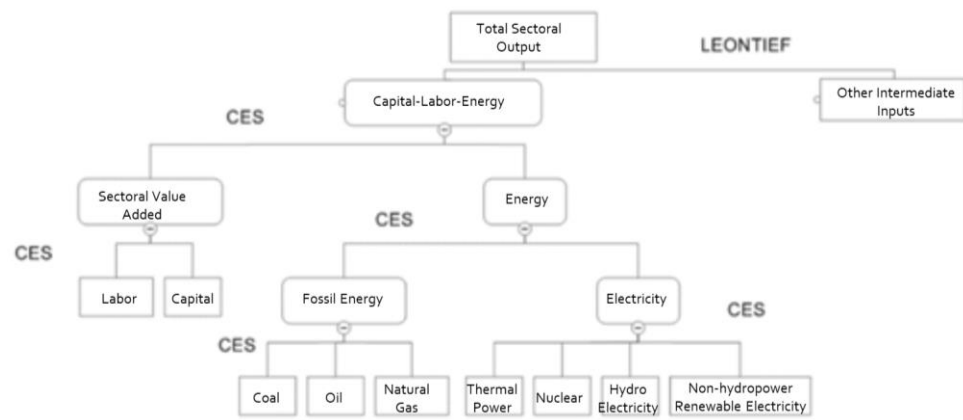 Total Sectoral
Output
LEONTIEF
Capital-Labor-Energy
Other Intermediate
Inputs
CES
Sectoral Value
Added
Energy
CES
CES
Labor
Capital
Fossil Energy
Electricity
CES
CES
Coal
Oil
Natural
Gas
Thermal
Power
Nuclear
Hydro
Electricity
Non-hydropower
Renewable Electricity